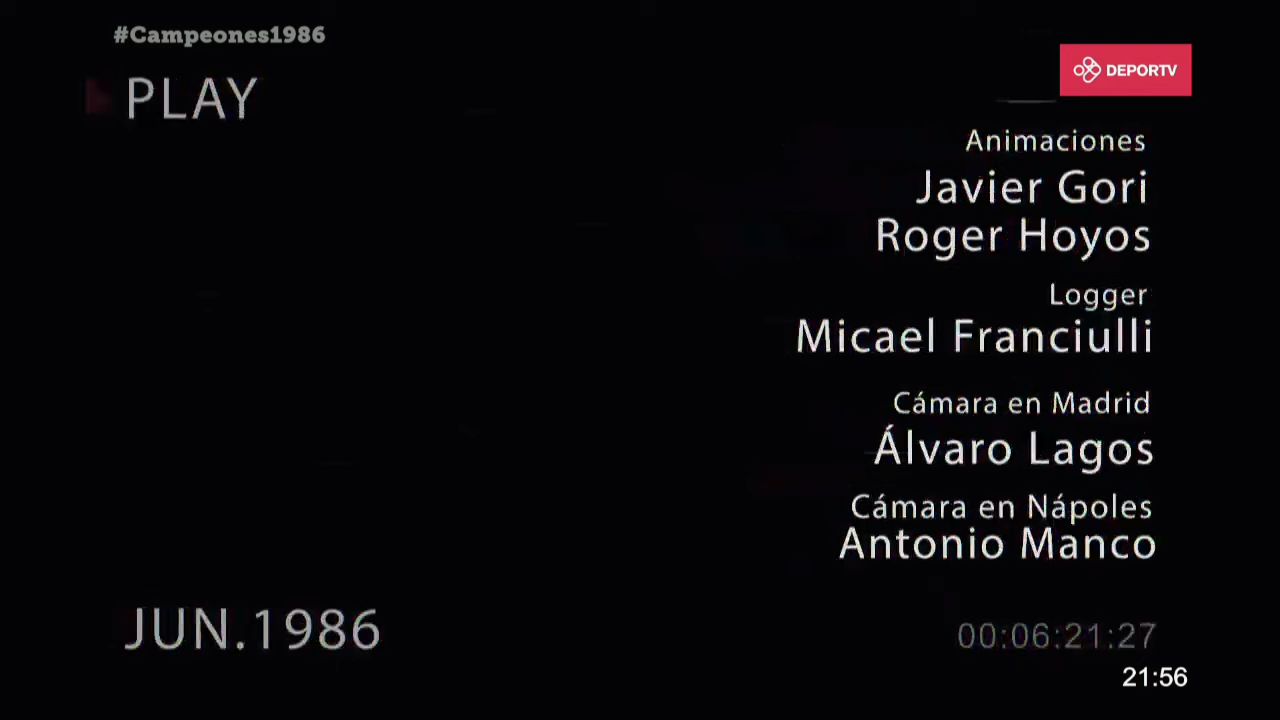 #Campeones1986
DEPORTV
PLAY
Animaciones
Javier Gori
Roger Hoyos
Logger
Micael Franciulli
Cámara en Madrid
Álvaro Lagos
Cámara en Nápoles
Antonio Manco
JUN.1986
00:06:21:27
21:56